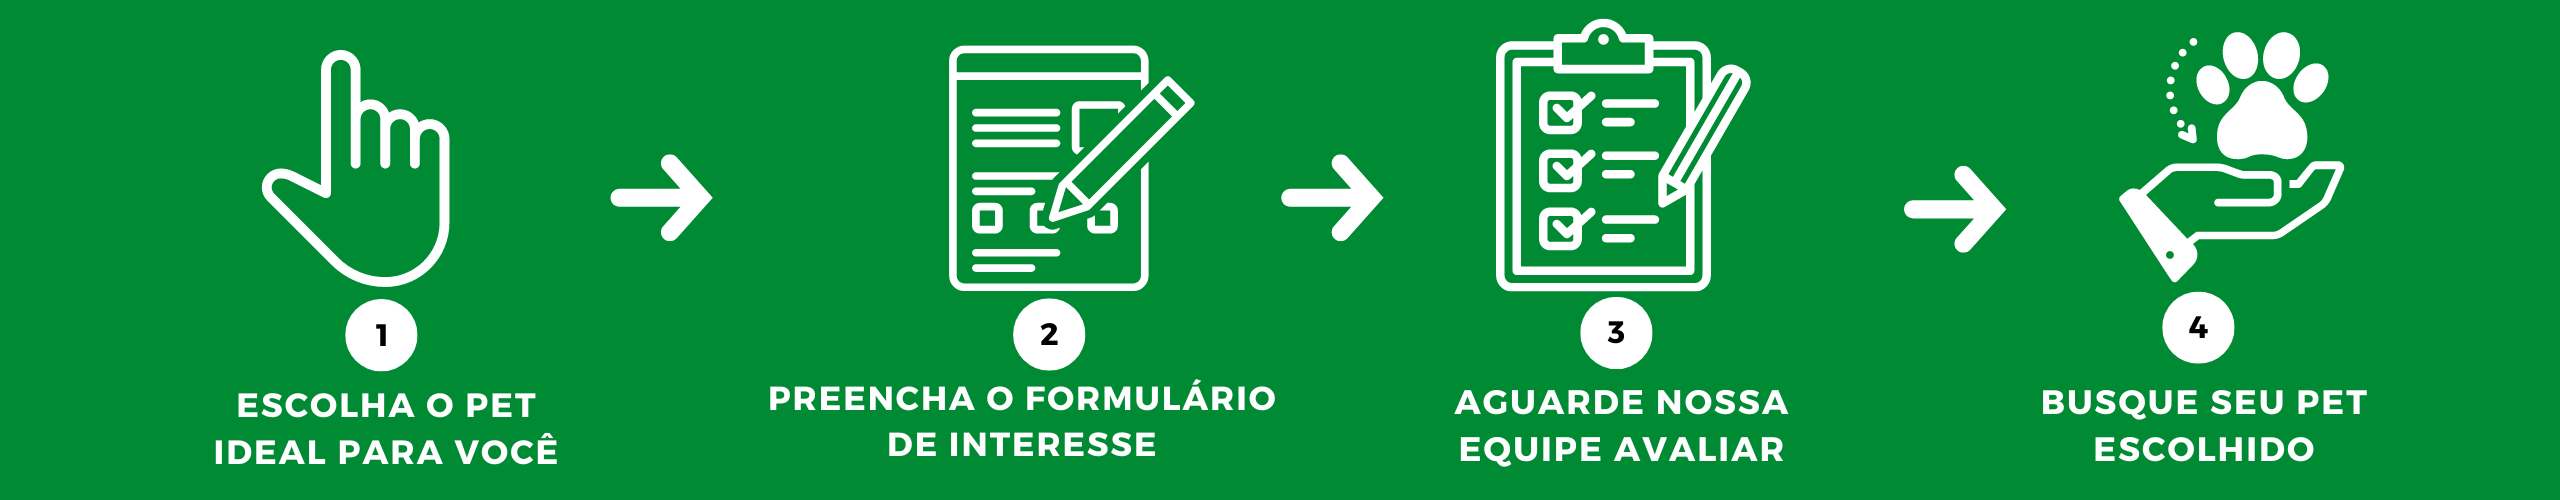 1
ESCOLHA O PET
IDEAL PARA VOCÊ
2
PREENCHA O FORMULÁRIO
DE INTERESSE
3
AGUARDE NOSSA
EQUIPE AVALIAR
4
BUSQUE SEU PET
ESCOLHIDO